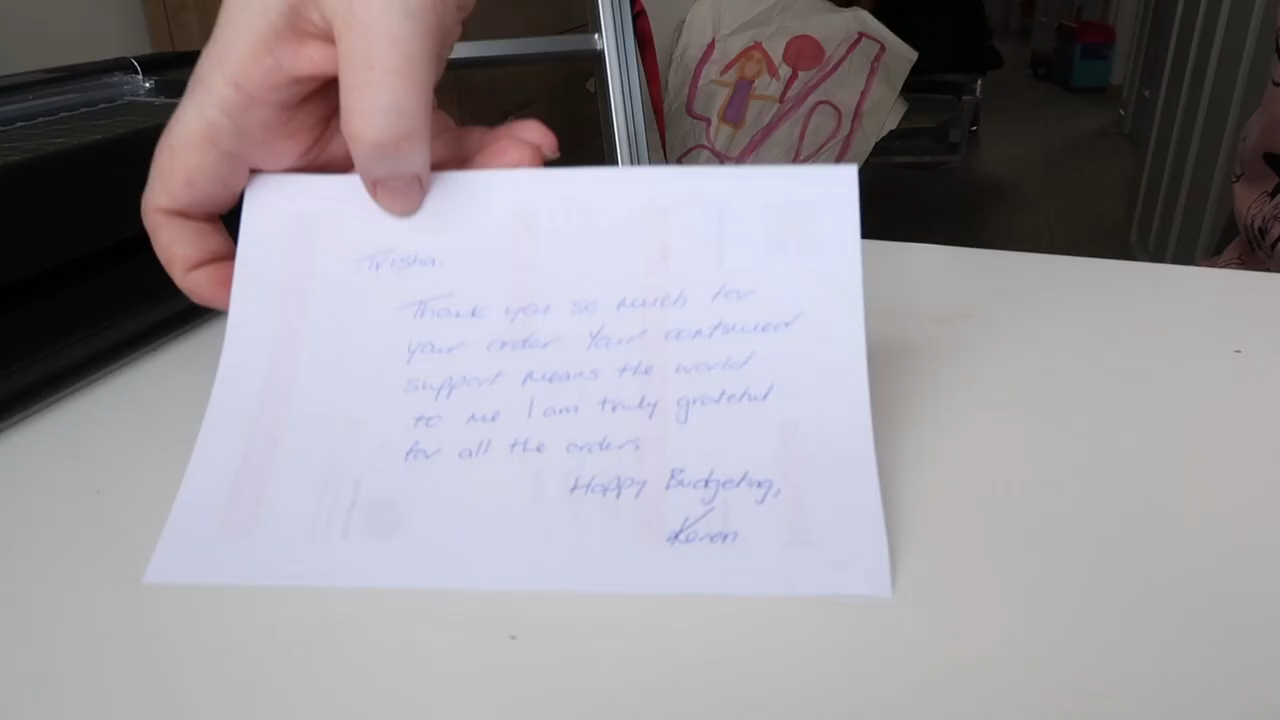 Trisha.
Thank you so much for
your order. Your continued
support means the world
to me. I am truly grateful
for all the orders.
Happy Budgeting,
Karen